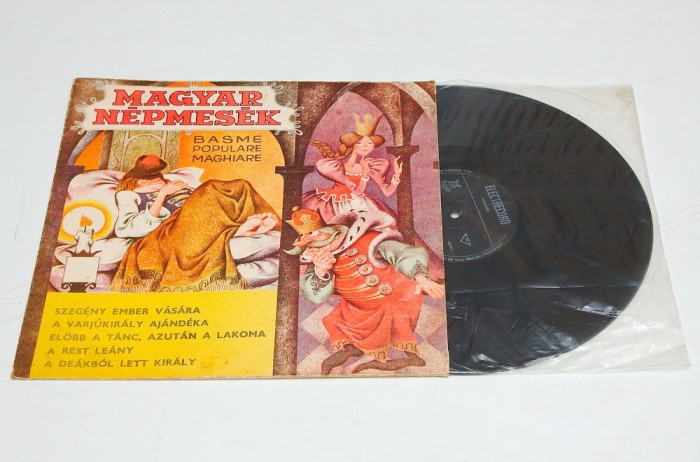 MAGYAR
NÉPMESÉK
BASME
POPULARE
MAGHIARE
SZEGÉNY EMBER VÁSÁRA
A VARJÚKIRÁLY AJÁNDÉKA
ELŐBB A TÁNC, AZUTÁN A LAKOMA
A REST LEÁNY
A DEÁKBÓL LETT KIRÁLY
ELECTRECORD